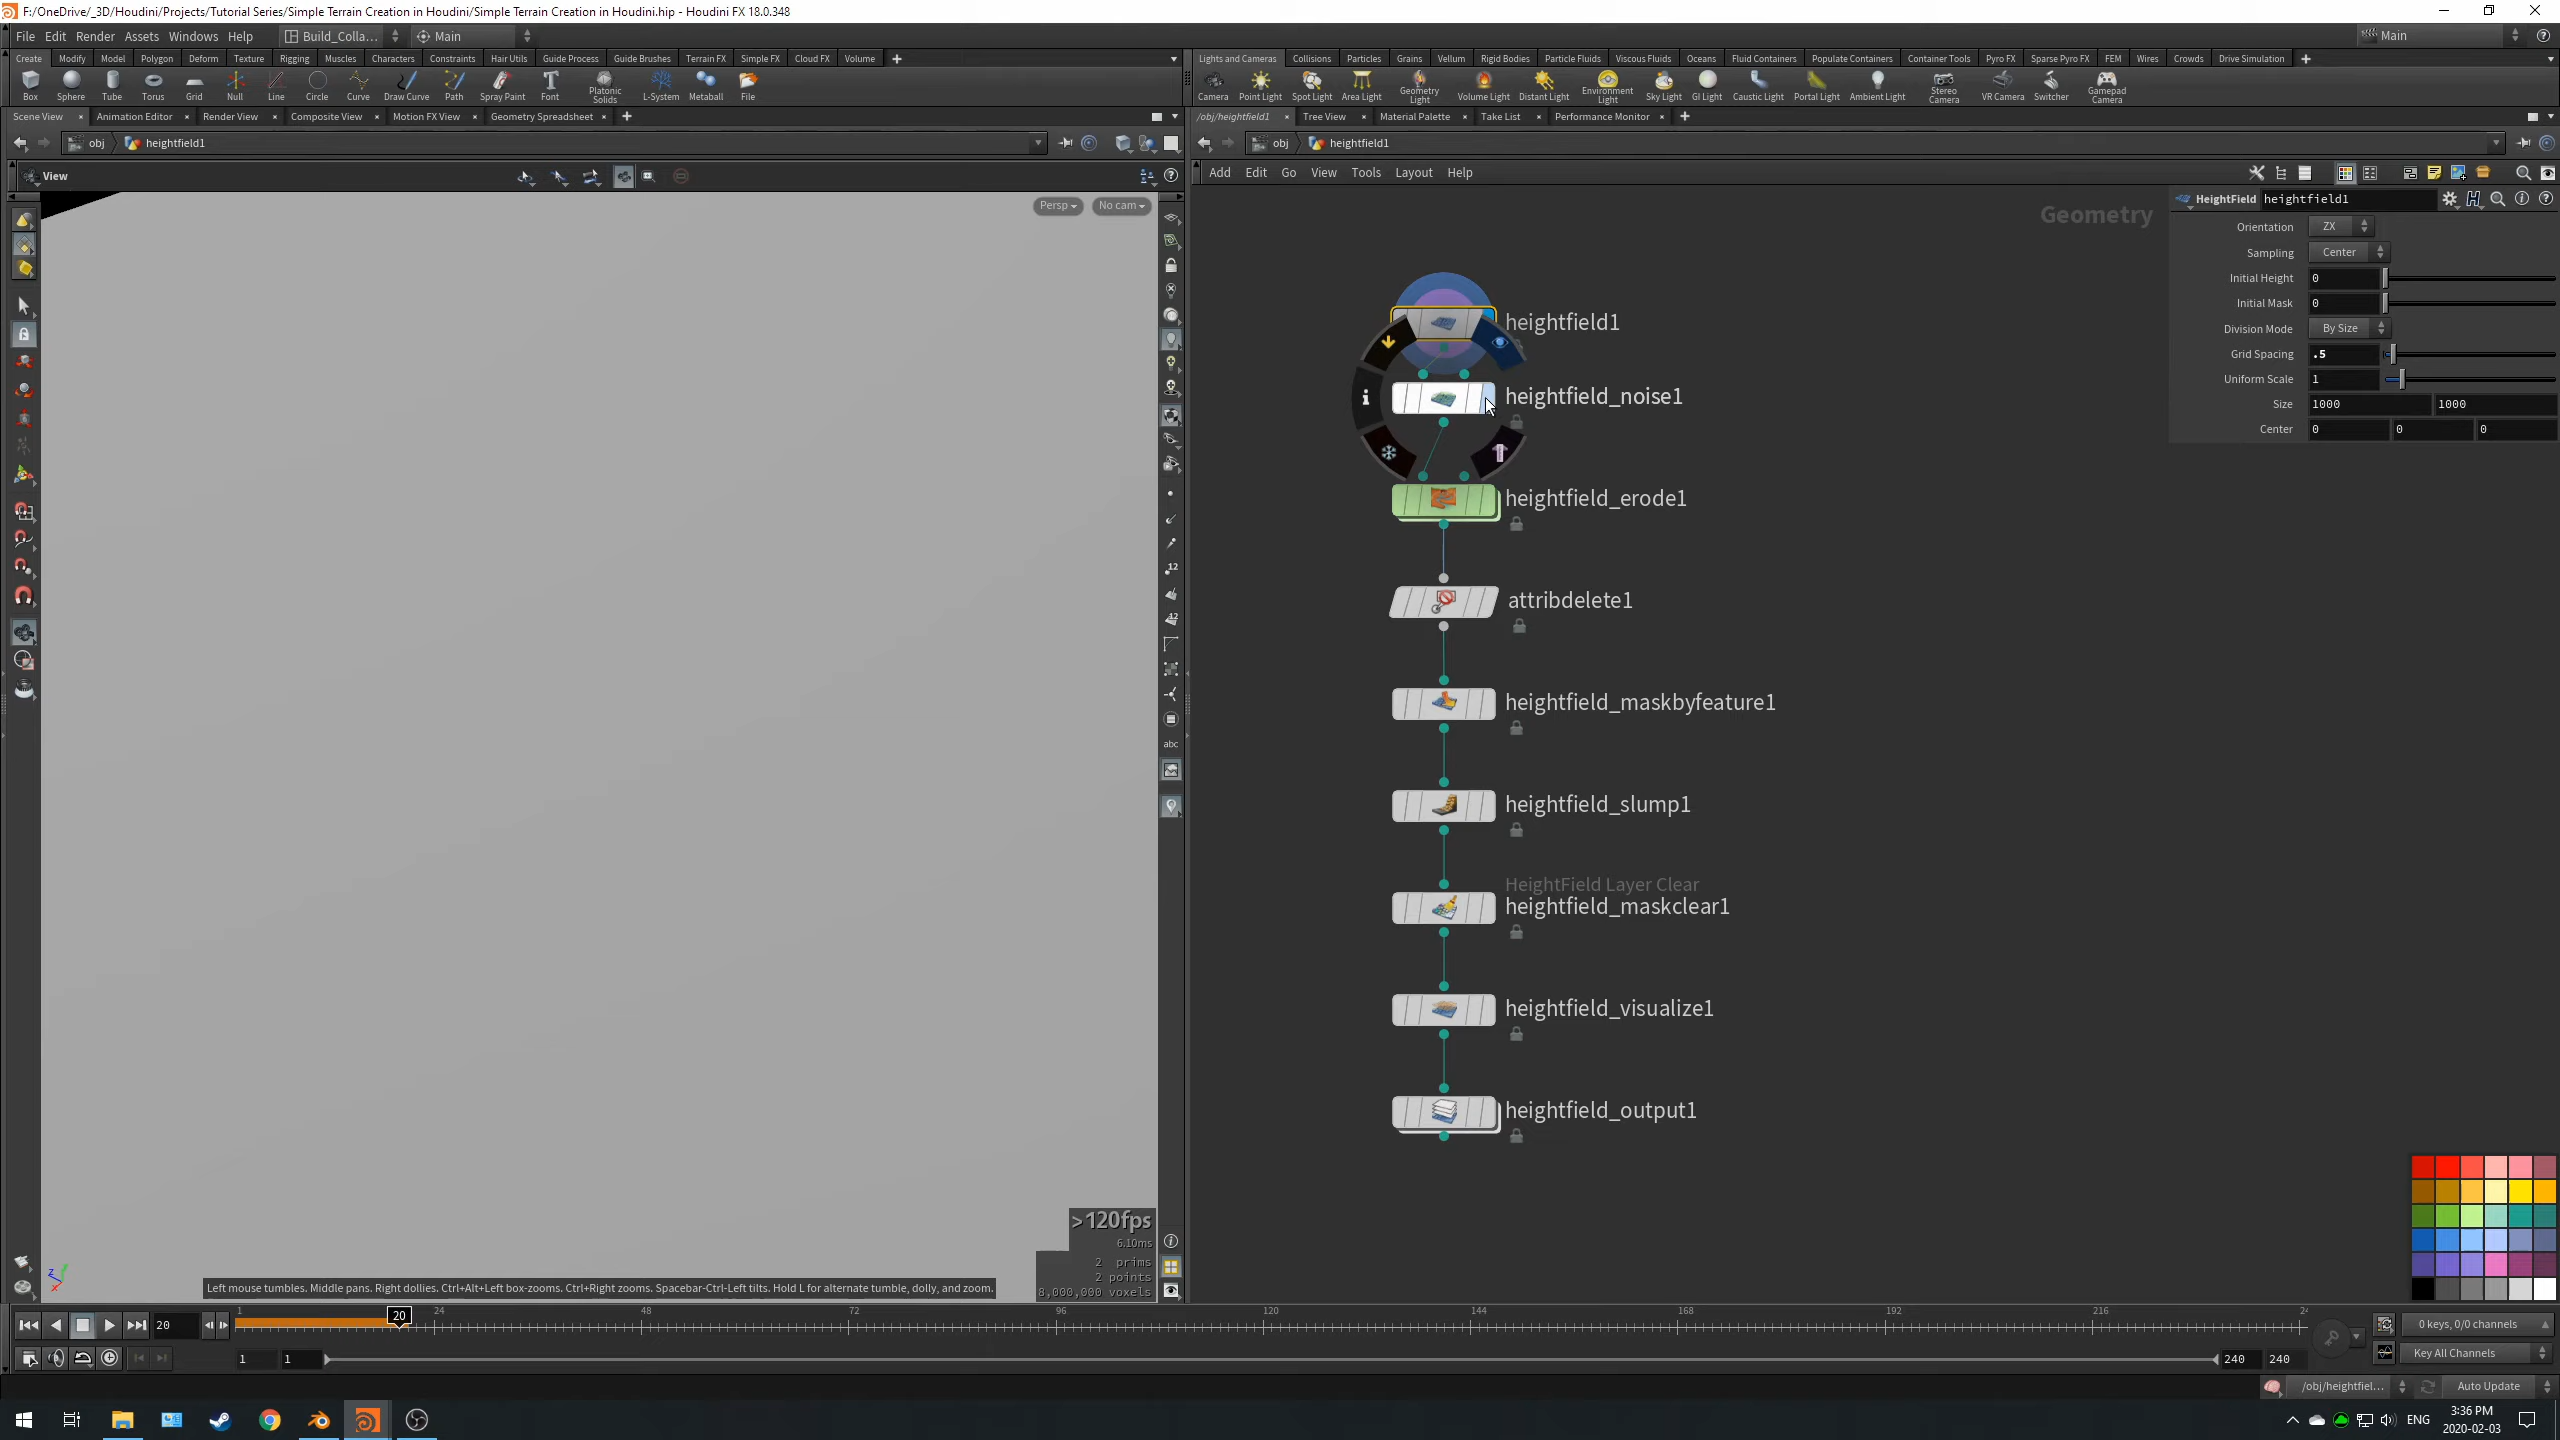 F:/OneDrive/_3D/Houdini/Projects/Tutorial Series/Simple Terrain Creation in Houdini/Simple Terrain Creation in Houdini.hip - Houdini FX 18.0.348
File Edit Render Assets Windows Help Build_Colla... Main Main
Create Modify Model Polygon Deform Texture Rigging Muscles Characters Constraints Hair Utils Guide Process Guide Brushes Terrain FX Simple FX Cloud FX Volume
Lights and Cameras Collisions Particles Grains Vellum Rigid Bodies Particle Fluids Viscous Fluids Oceans Fluid Containers Populate Containers Container Tools Pyro FX Sparse Pyro FX FEM Wires Crowds Drive Simulation
Box Sphere Tube Torus Grid Null Line Circle Curve Draw Curve Path Spray Paint Font Platonic Solids L-System Metaball File
Camera Point Light Spot Light Area Light Geometry Light Volume Light Distant Light Environment Light Sky Light GI Light Caustic Light Portal Light Ambient Light Stereo Camera VR Camera Switcher Gamepad Camera
Scene View Animation Editor Render View Composite View Motion FX View Geometry Spreadsheet
/obj/heightfield1 Tree View Material Palette Take List Performance Monitor
obj heightfield1
obj heightfield1
View
Add Edit Go View Tools Layout Help
Persp No cam
Geometry
HeightField heightfield1
Orientation ZX
Sampling Center
Initial Height 0
Initial Mask 0
Division Mode By Size
Grid Spacing .5
Uniform Scale 1
Size 1000 1000
Center 0 0 0
heightfield1
heightfield_noise1
heightfield_erode1
attribdelete1
heightfield_maskbyfeature1
heightfield_slump1
HeightField Layer Clear
heightfield_maskclear1
heightfield_visualize1
heightfield_output1
12
12
abc
>120fps
6.10ms
2 prims
2 points
8,000,000 voxels
Left mouse tumbles. Middle pans. Right dollies. Ctrl+Alt+Left box-zooms. Ctrl+Right zooms. Spacebar-Ctrl-Left tilts. Hold L for alternate tumble, dolly, and zoom.
z x
20 1 20 24 48 72 96 120 144 168 192 216 24
0 keys, 0/0 channels
1 1 240 240
Key All Channels
/obj/heightfiel... Auto Update
ENG
3:36 PM
2020-02-03